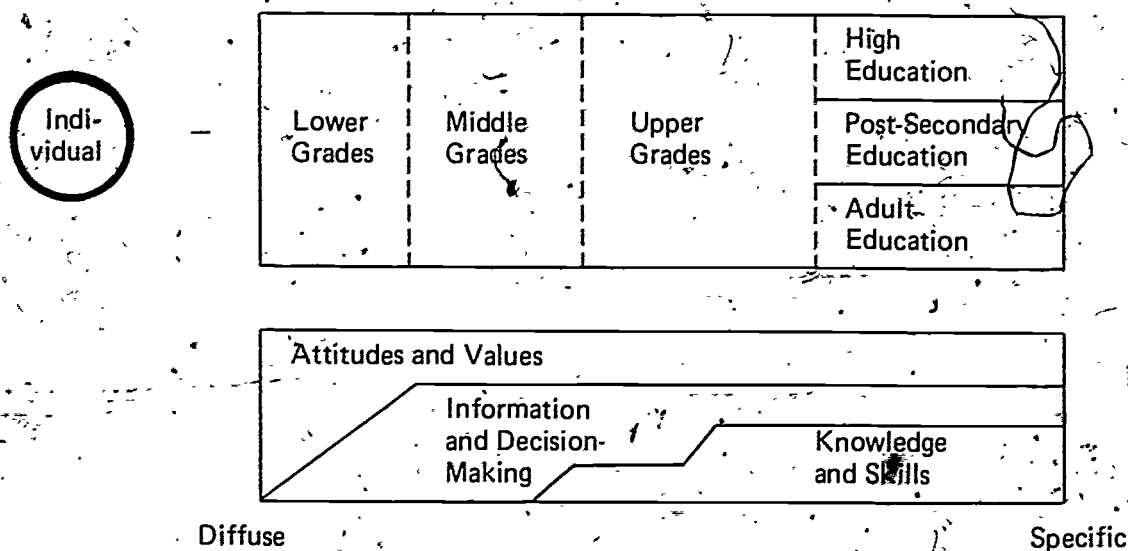 Indi-
vidual
Lower
Grades
Middle
Grades
Upper
Grades
High
Education
Post-Secondary
Education
Adult
Education
Attitudes and Values
Information
and Decision-
Making
Knowledge
and Skills
Diffuse
Specific